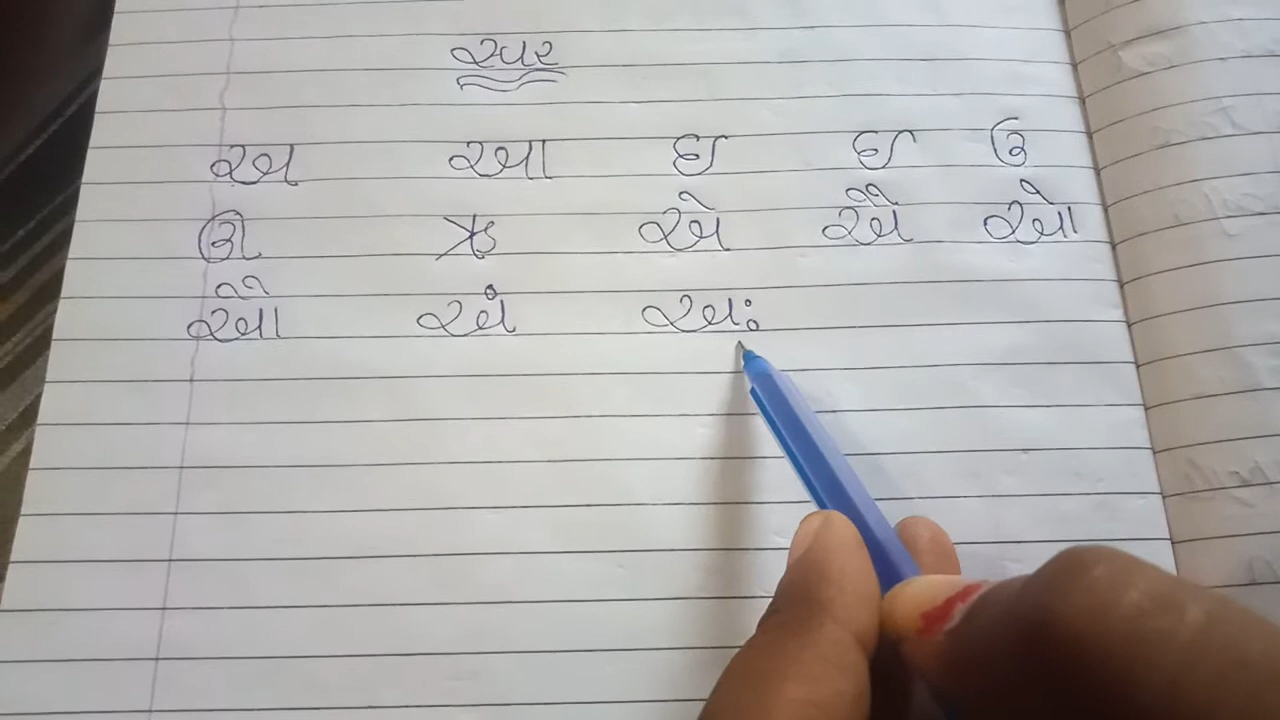 સ્વર
અ આ ઇ ઈ ઉ
ઊ ઋ એ ઐ ઓ
ઔ અં અઃ